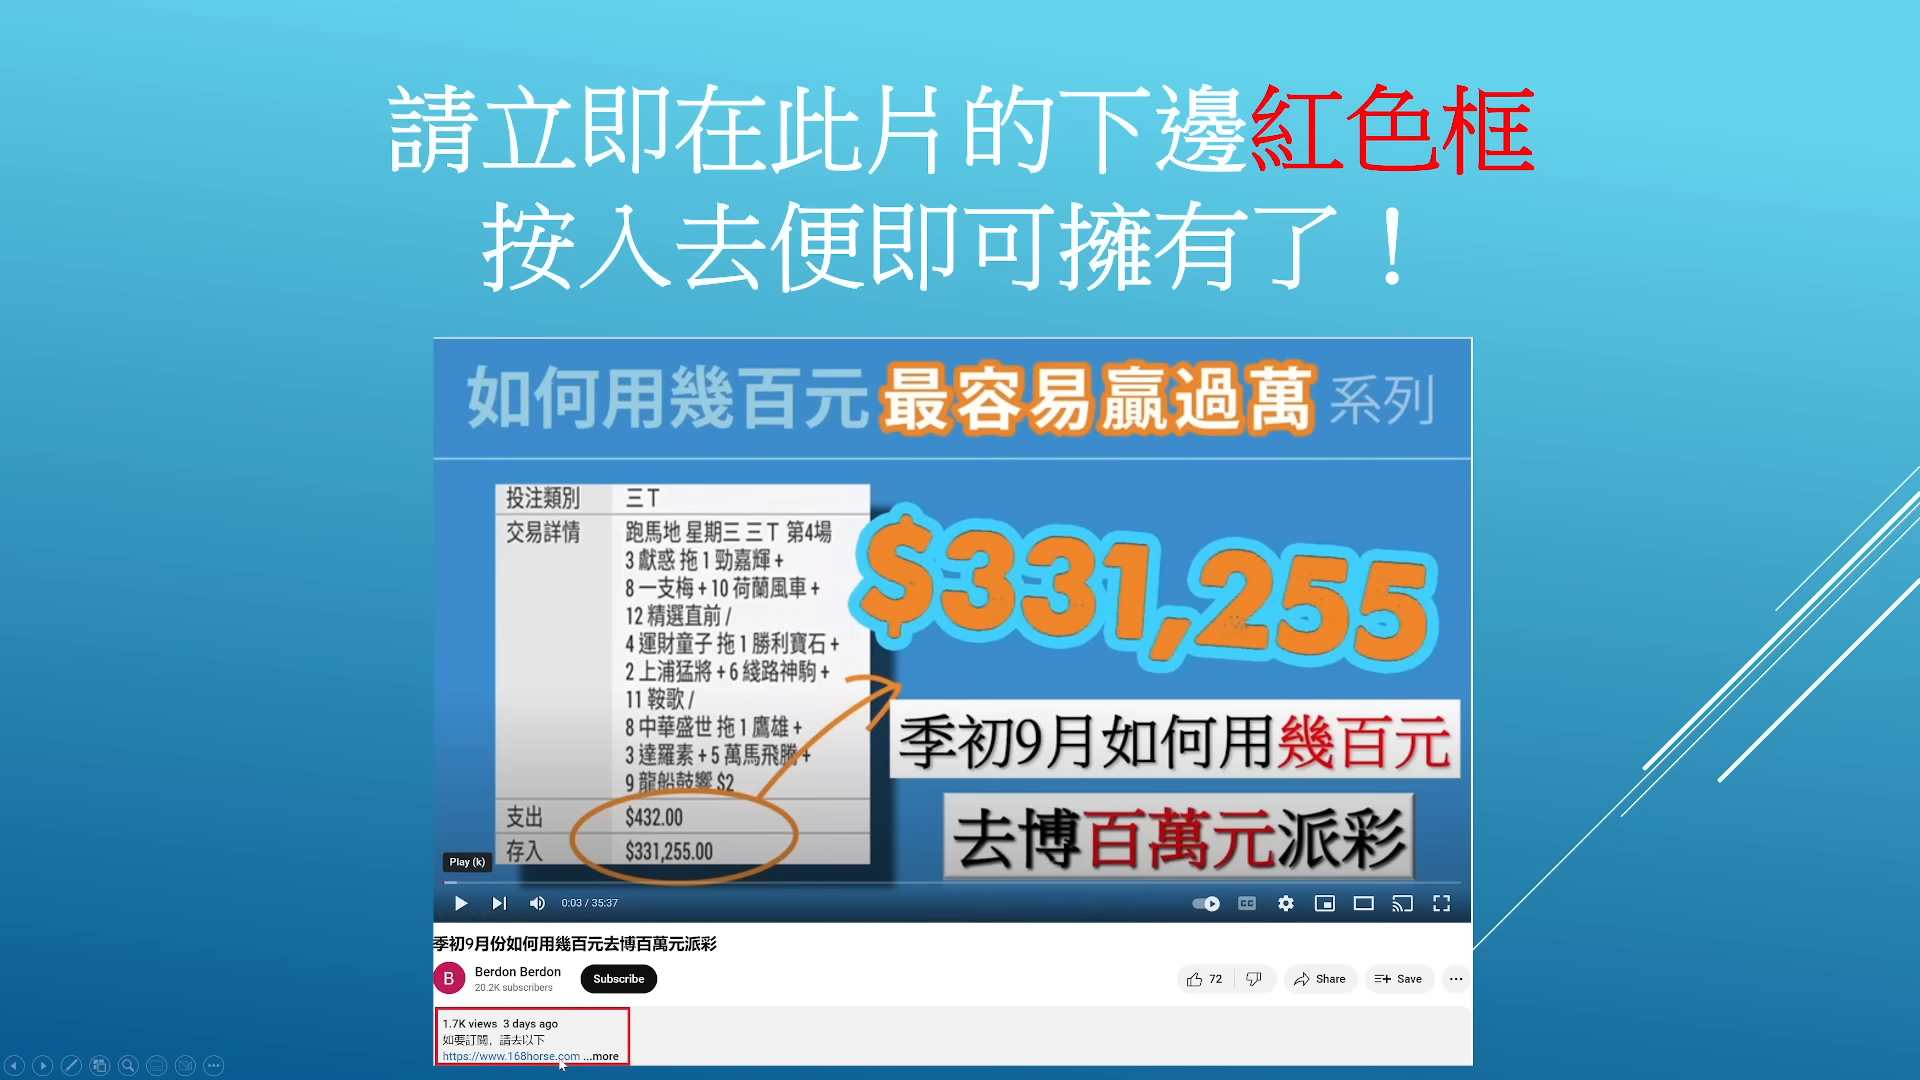 請立即在此片的下邊紅色框
按入去便即可擁有了！
如何用幾百元 最容易贏過萬 系列
投注類別 三T
交易詳情 跑馬地 星期三 三T 第4場
3 獻惑 拖 1 勁嘉輝 +
8 一支梅 + 10 荷蘭風車 +
12 精選直前 /
4 運財童子 拖 1 勝利寶石 +
2 上浦猛將 + 6 綫路神駒 +
11 鞍歌 /
8 中華盛世 拖 1 鷹雄 +
3 達羅素 + 5 萬馬飛騰 +
9 龍船鼓響 $2
支出 $432.00
存入 $331,255.00
$331,255
季初9月如何用幾百元
去博百萬元派彩
Play (k)
0:03 / 35:37
CC
季初9月份如何用幾百元去博百萬元派彩
B
Berdon Berdon
20.2K subscribers
Subscribe
72
Share
Save
1.7K views 3 days ago
如要訂閱，請去以下
https://www.168horse.com ...more